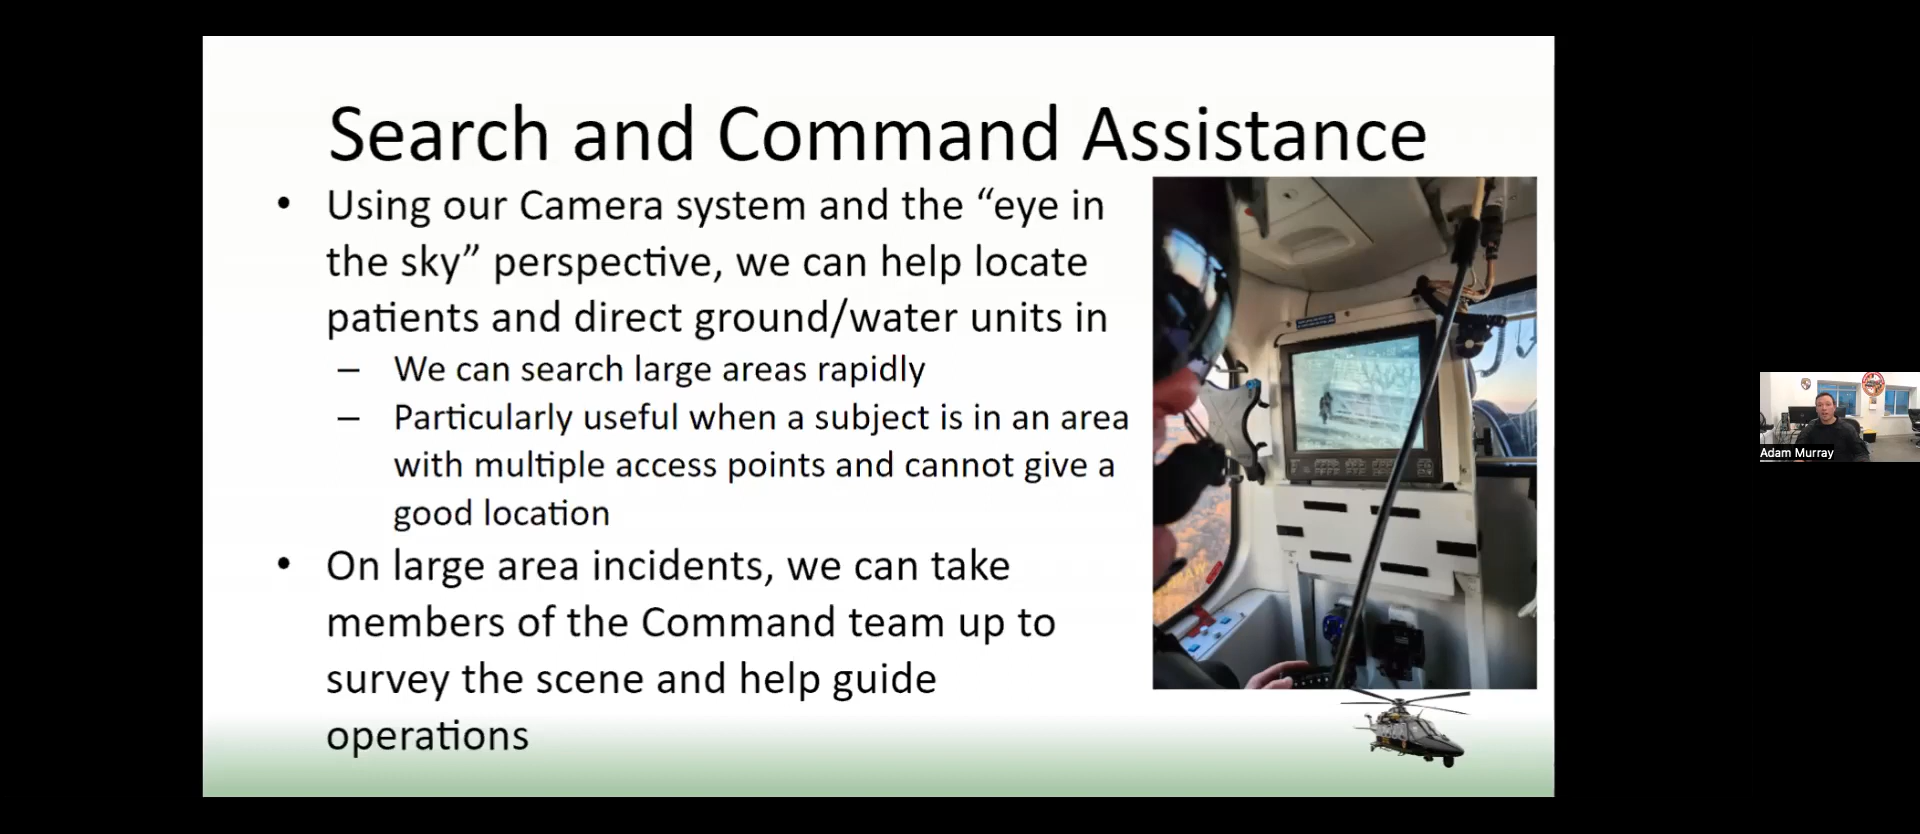 Search and Command Assistance
• Using our Camera system and the “eye in
the sky” perspective, we can help locate
patients and direct ground/water units in
– We can search large areas rapidly
– Particularly useful when a subject is in an area
with multiple access points and cannot give a
good location
• On large area incidents, we can take
members of the Command team up to
survey the scene and help guide
operations
Adam Murray